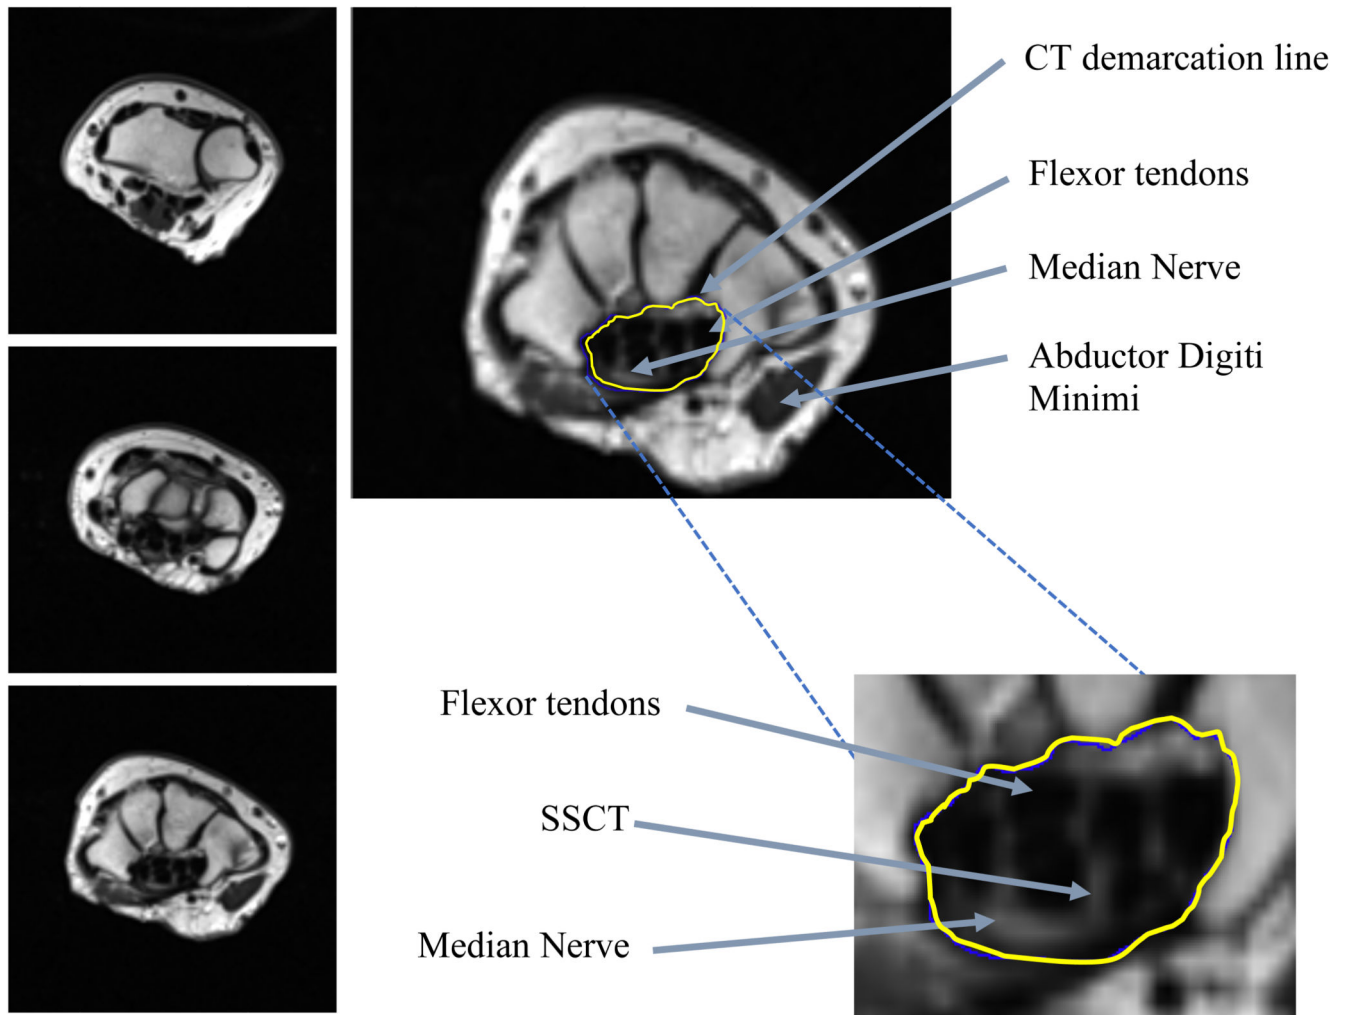 CT demarcation line
Flexor tendons
Median Nerve
Abductor Digiti
Minimi
Flexor tendons
SSCT
Median Nerve